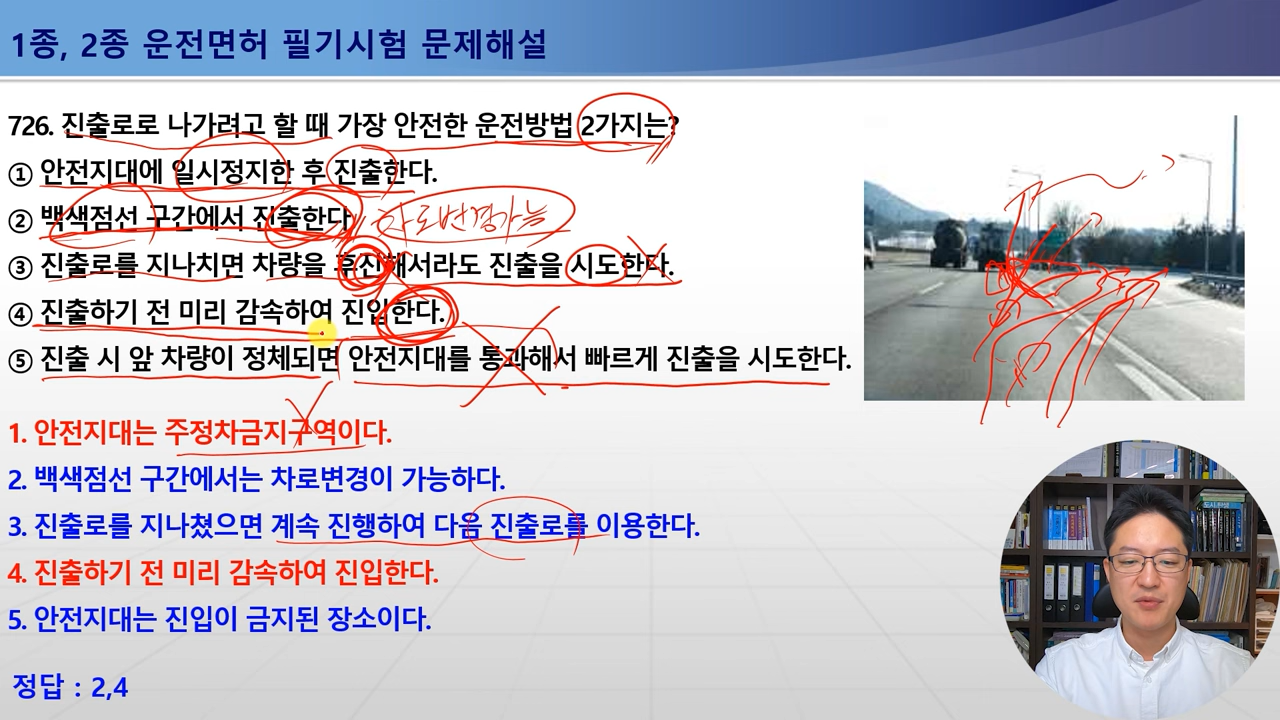 1종, 2종 운전면허 필기시험 문제해설
726. 진출로로 나가려고 할 때 가장 안전한 운전방법 2가지는?
① 안전지대에 일시정지한 후 진출한다.
② 백색점선 구간에서 진출한다. 차로변경가능
③ 진출로를 지나치면 차량을 후진해서라도 진출을 시도한다.
④ 진출하기 전 미리 감속하여 진입한다.
⑤ 진출 시 앞 차량이 정체되면 안전지대를 통과해서 빠르게 진출을 시도한다.
1. 안전지대는 주정차금지구역이다.
2. 백색점선 구간에서는 차로변경이 가능하다.
3. 진출로를 지나쳤으면 계속 진행하여 다음 진출로를 이용한다.
4. 진출하기 전 미리 감속하여 진입한다.
5. 안전지대는 진입이 금지된 장소이다.
정답 : 2,4